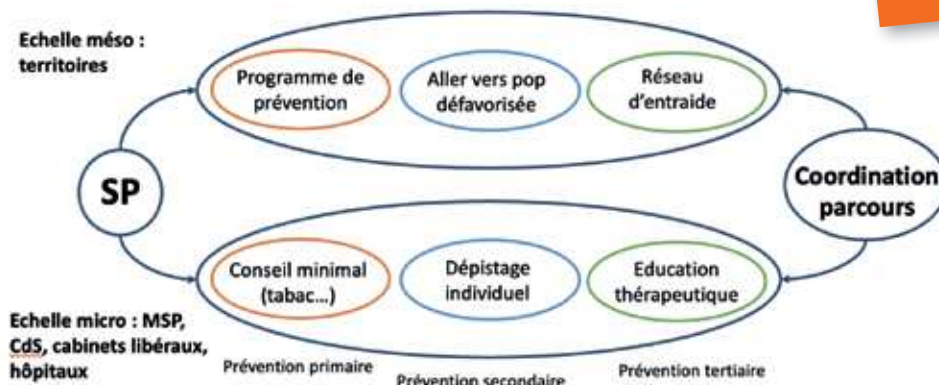 Echelle méso :
territoires
Programme de
prévention
Aller vers pop
défavorisée
Réseau
d'entraide
SP
Coordination
parcours
Conseil minimal
(tabac...)
Dépistage
individuel
Education
thérapeutique
Echelle micro : MSP,
CdS, cabinets libéraux,
hôpitaux
Prévention primaire
Prévention secondaire
Prévention tertiaire